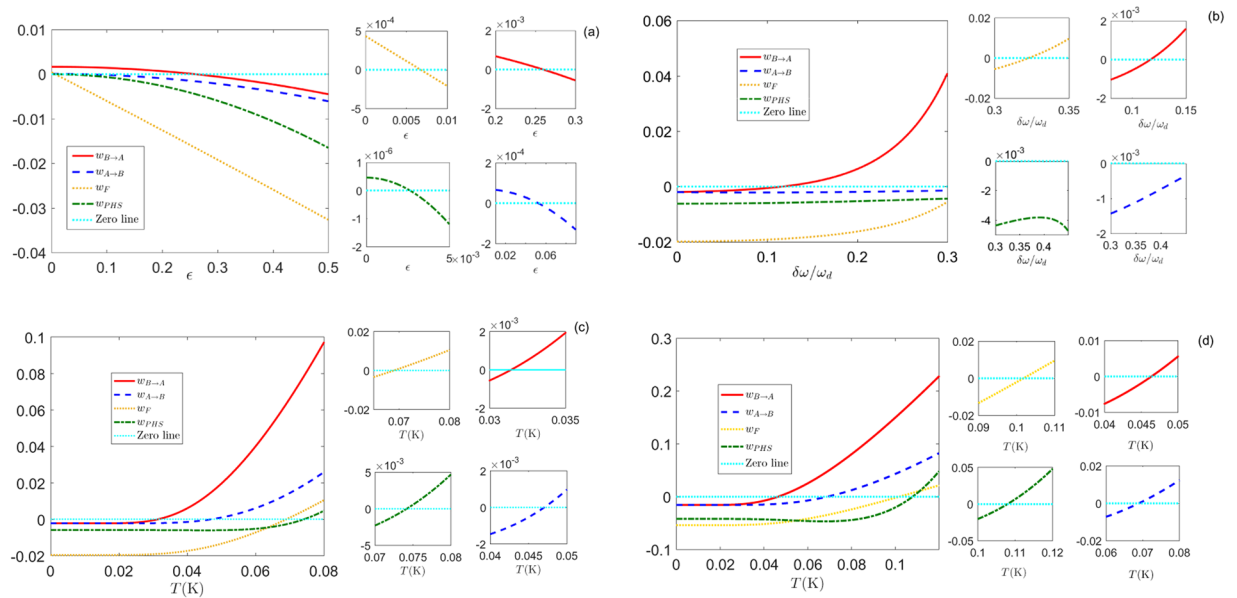 (a)
0.01
0
-0.01
-0.02
-0.03
-0.04
w_{B→A}
w_{A→B}
w_F
w_{PHS}
Zero line
0 0.1 0.2 0.3 0.4 0.5
ϵ
×10⁻⁴
5
0
-5
0 0.005 0.010
ϵ
×10⁻³
2
0
-2
0.2 0.25 0.3
ϵ
×10⁻⁶
1
0
-1
-2
0 5
×10⁻³
ϵ
×10⁻⁴
2
0
-2
0.02 0.06
ϵ
(b)
0.06
0.04
0.02
0
-0.02
w_{B→A}
w_{A→B}
w_F
w_{PHS}
Zero line
0 0.1 0.2 0.3
δω/ω_d
0.02
0
-0.02
0.3 0.35
δω/ω_d
×10⁻³
2
0
-2
0.1 0.15
δω/ω_d
×10⁻³
0
-2
-4
0.30 0.35 0.4
δω/ω_d
×10⁻³
0
-1
-2
0.3 0.4
δω/ω_d
(c)
0.1
0.08
0.06
0.04
0.02
0
-0.02
w_{B→A}
w_{A→B}
w_F
w_{PHS}
Zero line
0 0.02 0.04 0.06 0.08
T(K)
0.02
0
-0.02
0.07 0.08
T(K)
×10⁻³
2
0
-2
0.03 0.035
T(K)
×10⁻³
5
0
-5
0.07 0.075 0.08
T(K)
×10⁻³
2
0
-2
0.04 0.045 0.05
T(K)
(d)
0.3
0.2
0.1
0
-0.1
w_{B→A}
w_{A→B}
w_F
w_{PHS}
Zero line
0 0.02 0.04 0.06 0.08 0.1
T(K)
0.02
0
-0.02
0.09 0.10 0.11
T(K)
0.01
0
-0.01
0.04 0.045 0.05
T(K)
0.05
0
-0.05
0.1 0.11 0.12
T(K)
0.02
0
-0.02
0.06 0.07 0.08
T(K)